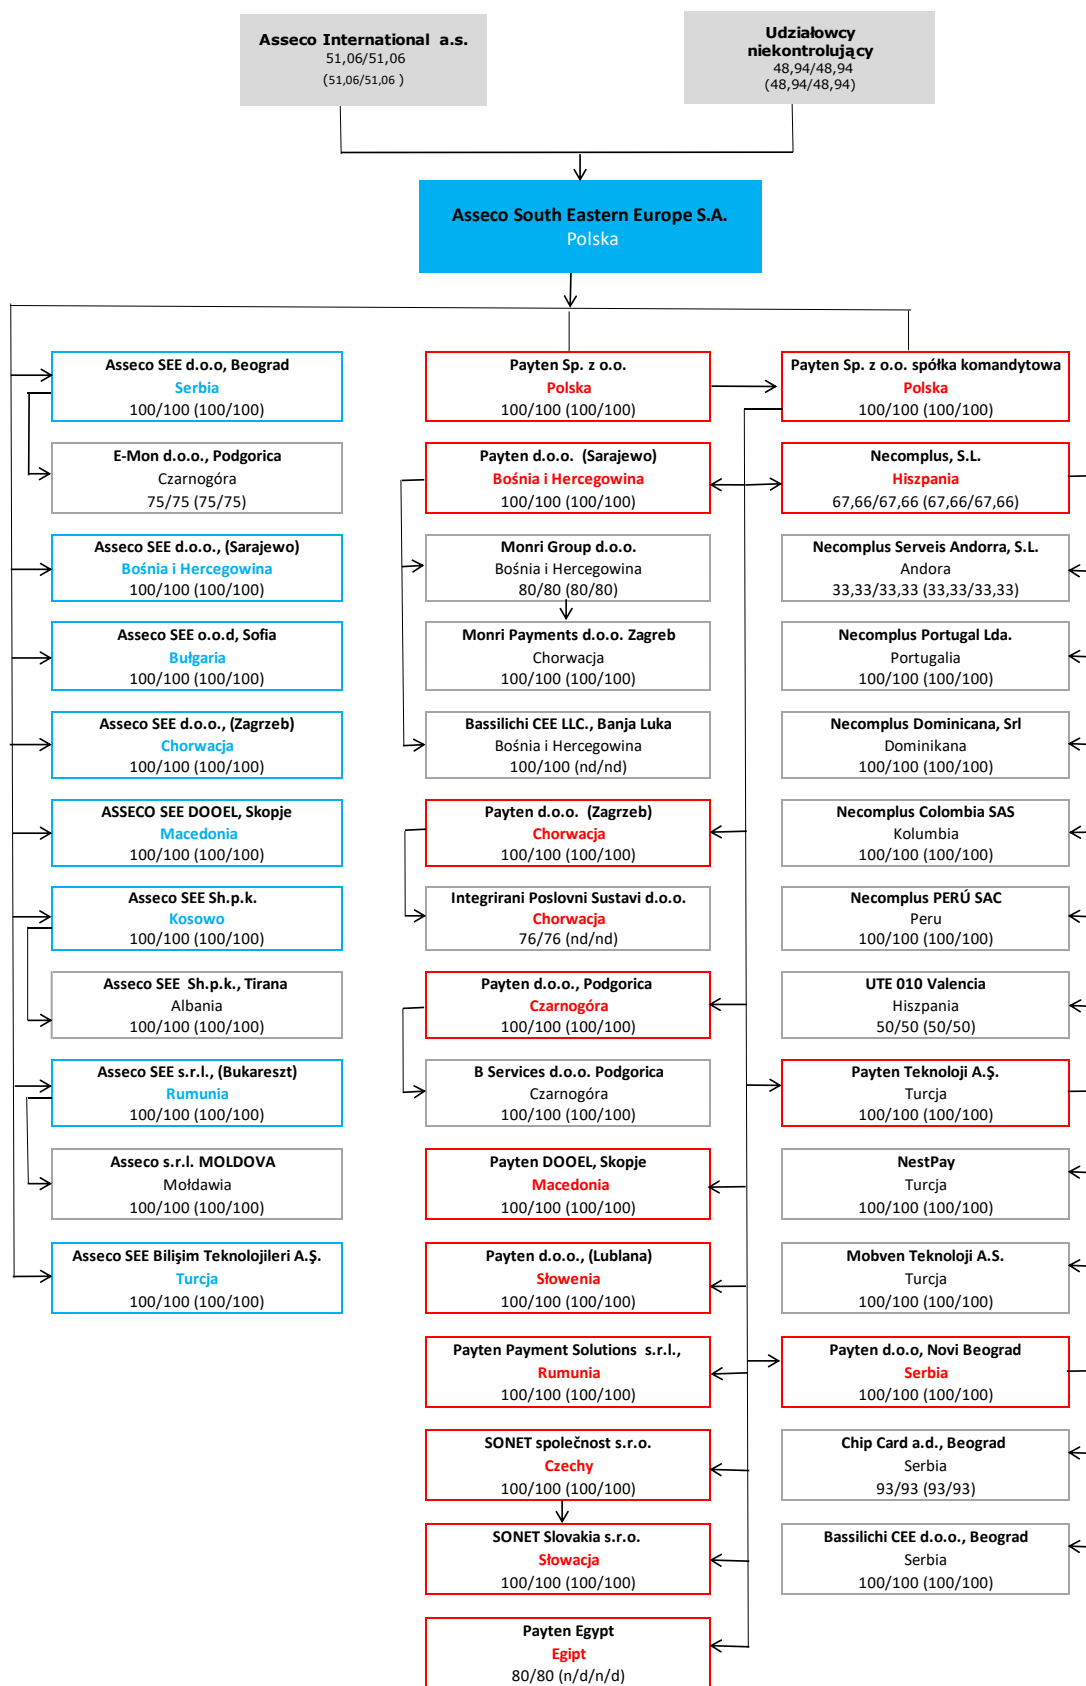 Asseco International a.s.
51,06/51,06
(51,06/51,06 )
Udziałowcy
niekontrolujący
48,94/48,94
(48,94/48,94)
Asseco South Eastern Europe S.A.
Polska
Asseco SEE d.o.o, Beograd
Serbia
100/100 (100/100)
E-Mon d.o.o., Podgorica
Czarnogóra
75/75 (75/75)
Asseco SEE d.o.o., (Sarajewo)
Bośnia i Hercegowina
100/100 (100/100)
Asseco SEE o.o.d, Sofia
Bułgaria
100/100 (100/100)
Asseco SEE d.o.o., (Zagrzeb)
Chorwacja
100/100 (100/100)
ASSECO SEE DOOEL, Skopje
Macedonia
100/100 (100/100)
Asseco SEE Sh.p.k.
Kosowo
100/100 (100/100)
Asseco SEE Sh.p.k., Tirana
Albania
100/100 (100/100)
Asseco SEE s.r.l., (Bukareszt)
Rumunia
100/100 (100/100)
Asseco s.r.l. MOLDOVA
Mołdawia
100/100 (100/100)
Asseco SEE Bilişim Teknolojileri A.Ş.
Turcja
100/100 (100/100)
Payten Sp. z o.o.
Polska
100/100 (100/100)
Payten d.o.o. (Sarajewo)
Bośnia i Hercegowina
100/100 (100/100)
Monri Group d.o.o.
Bośnia i Hercegowina
80/80 (80/80)
Monri Payments d.o.o. Zagreb
Chorwacja
100/100 (100/100)
Bassilichi CEE LLC., Banja Luka
Bośnia i Hercegowina
100/100 (nd/nd)
Payten d.o.o. (Zagrzeb)
Chorwacja
100/100 (100/100)
Integrirani Poslovni Sustavi d.o.o.
Chorwacja
76/76 (nd/nd)
Payten d.o.o., Podgorica
Czarnogóra
100/100 (100/100)
B Services d.o.o. Podgorica
Czarnogóra
100/100 (100/100)
Payten DOOEL, Skopje
Macedonia
100/100 (100/100)
Payten d.o.o., (Lublana)
Słowenia
100/100 (100/100)
Payten Payment Solutions s.r.l.,
Rumunia
100/100 (100/100)
SONET společnost s.r.o.
Czechy
100/100 (100/100)
SONET Slovakia s.r.o.
Słowacja
100/100 (100/100)
Payten Egypt
Egipt
80/80 (n/d/n/d)
Payten Sp. z o.o. spółka komandytowa
Polska
100/100 (100/100)
Necomplus, S.L.
Hiszpania
67,66/67,66 (67,66/67,66)
Necomplus Serveis Andorra, S.L.
Andora
33,33/33,33 (33,33/33,33)
Necomplus Portugal Lda.
Portugalia
100/100 (100/100)
Necomplus Dominicana, Srl
Dominikana
100/100 (100/100)
Necomplus Colombia SAS
Kolumbia
100/100 (100/100)
Necomplus PERÚ SAC
Peru
100/100 (100/100)
UTE 010 Valencia
Hiszpania
50/50 (50/50)
Payten Teknoloji A.Ş.
Turcja
100/100 (100/100)
NestPay
Turcja
100/100 (100/100)
Mobven Teknoloji A.S.
Turcja
100/100 (100/100)
Payten d.o.o, Novi Beograd
Serbia
100/100 (100/100)
Chip Card a.d., Beograd
Serbia
93/93 (93/93)
Bassilichi CEE d.o.o., Beograd
Serbia
100/100 (100/100)